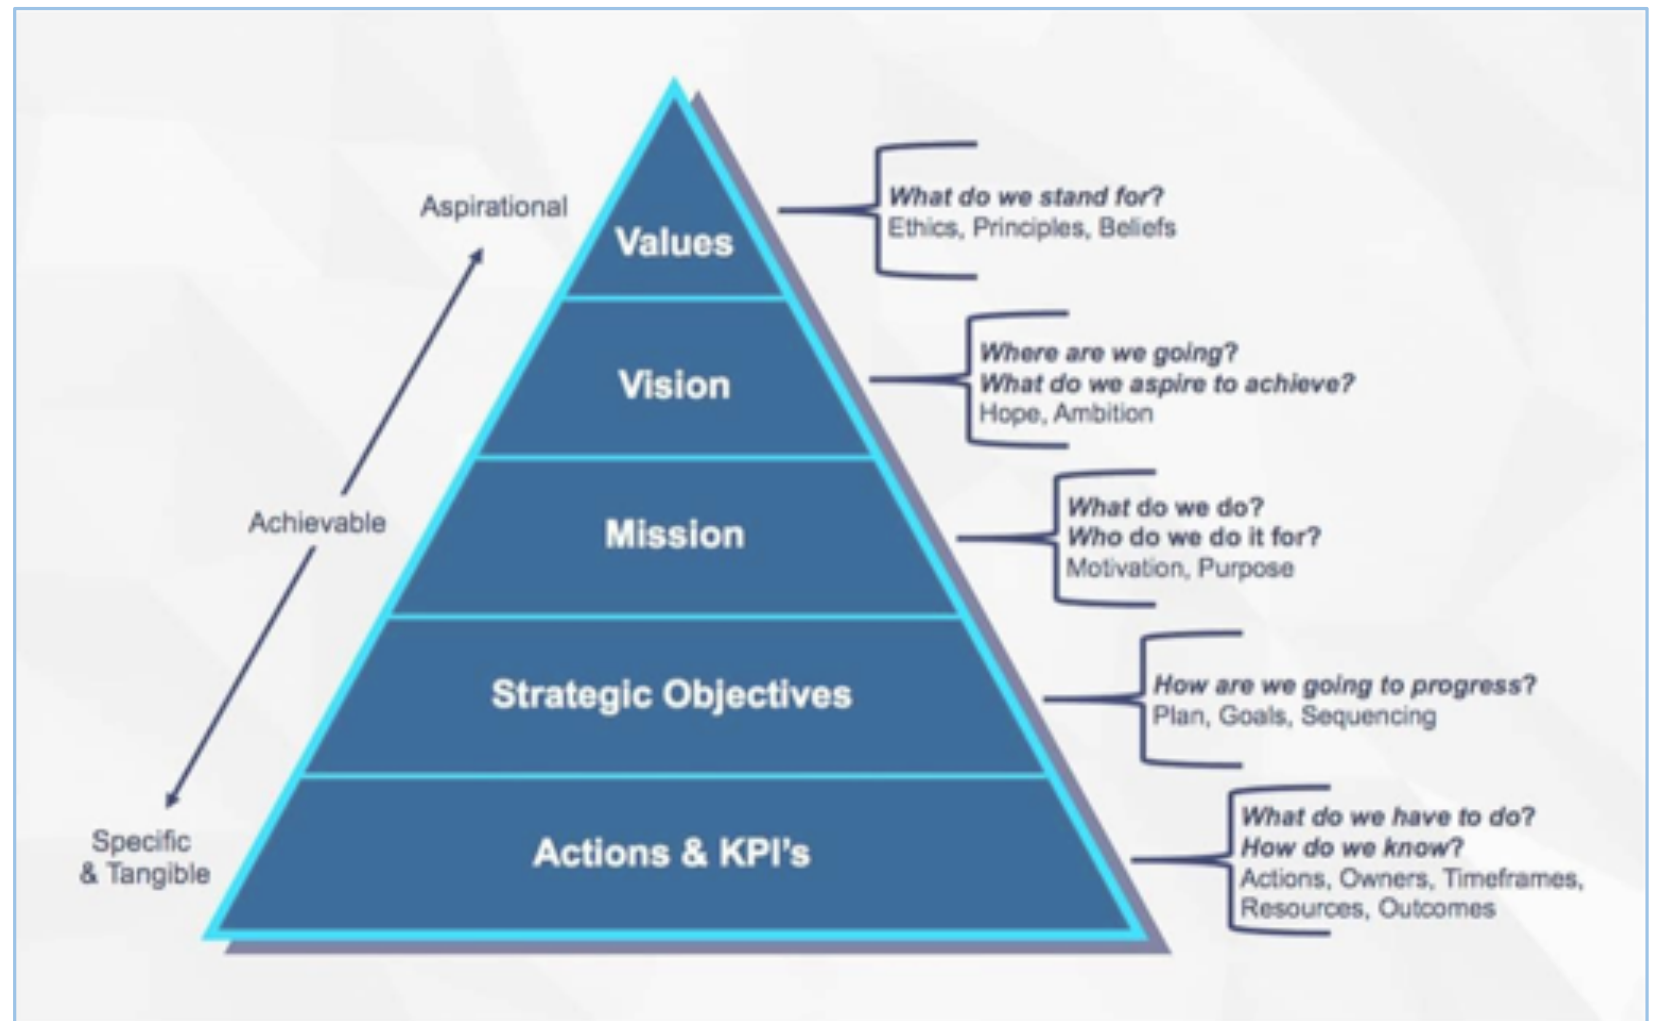 Aspirational
Achievable
Specific
& Tangible
Values
Vision
Mission
Strategic Objectives
Actions & KPI's
What do we stand for?
Ethics, Principles, Beliefs
Where are we going?
What do we aspire to achieve?
Hope, Ambition
What do we do?
Who do we do it for?
Motivation, Purpose
How are we going to progress?
Plan, Goals, Sequencing
What do we have to do?
How do we know?
Actions, Owners, Timeframes,
Resources, Outcomes